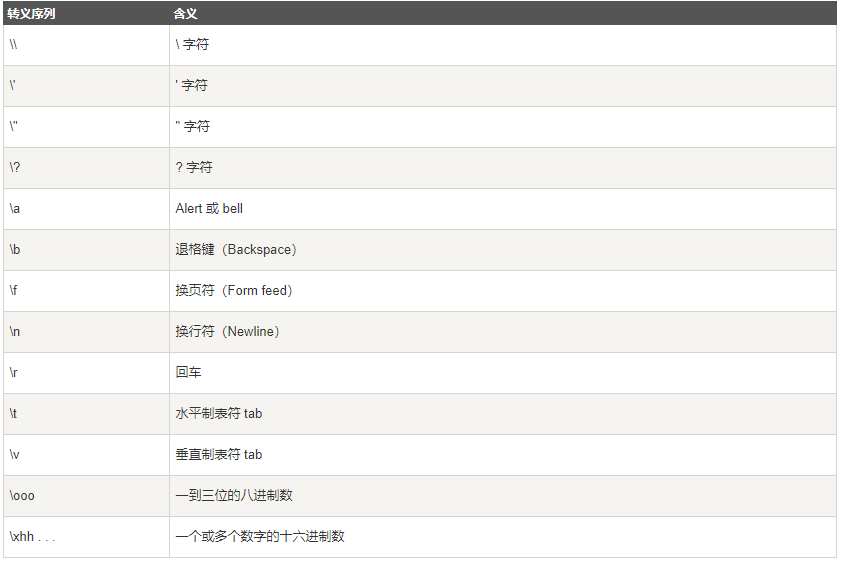 转义序列 含义
\\ \ 字符
\' ' 字符
\" " 字符
\? ? 字符
\a Alert 或 bell
\b 退格键（Backspace）
\f 换页符（Form feed）
\n 换行符（Newline）
\r 回车
\t 水平制表符 tab
\v 垂直制表符 tab
\ooo 一到三位的八进制数
\xhh . . . 一个或多个数字的十六进制数